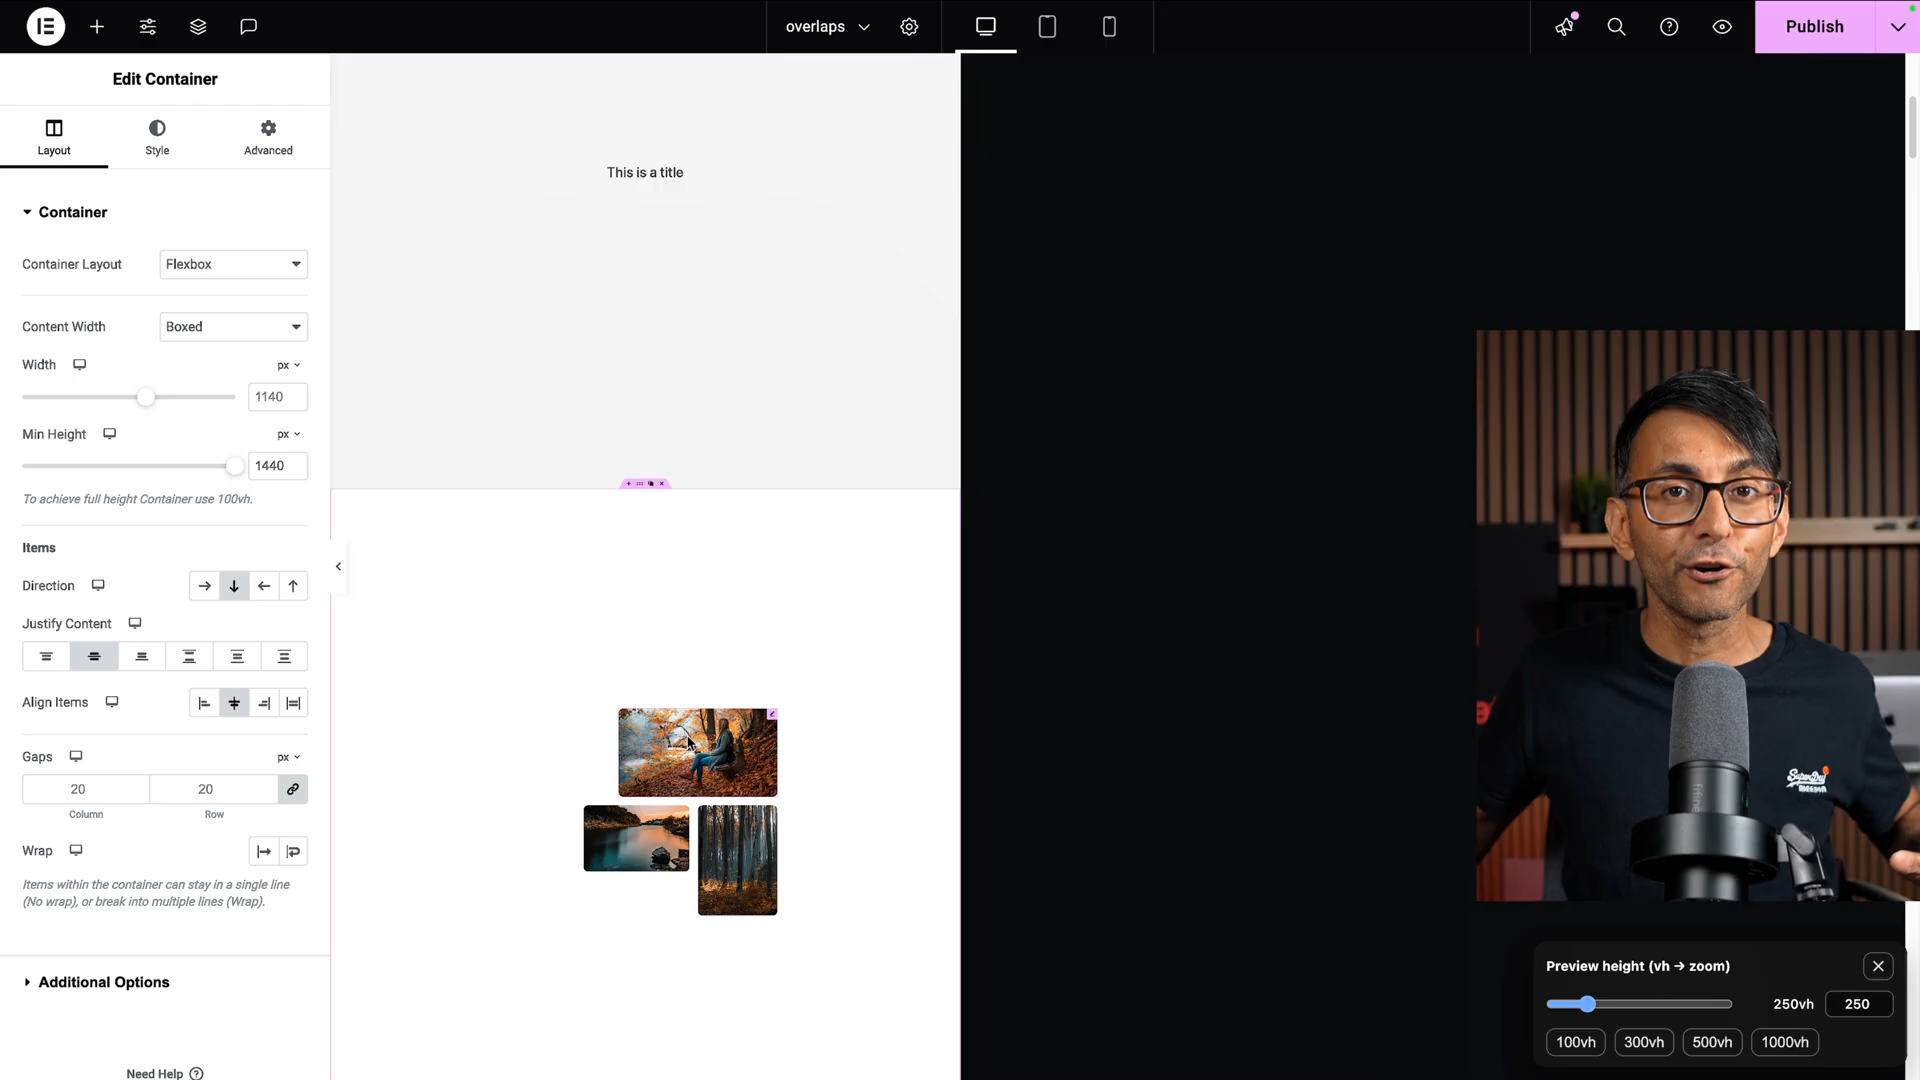 overlaps
Publish
Edit Container
Layout
Style
Advanced
This is a title
Container
Container Layout
Flexbox
Content Width
Boxed
Width
px
1140
Min Height
px
1440
To achieve full height Container use 100vh.
Items
Direction
Justify Content
Align Items
Gaps
px
20
20
Column
Row
Wrap
Items within the container can stay in a single line
(No wrap), or break into multiple lines (Wrap).
Additional Options
Need Help
Preview height (vh → zoom)
250vh
250
100vh
300vh
500vh
1000vh